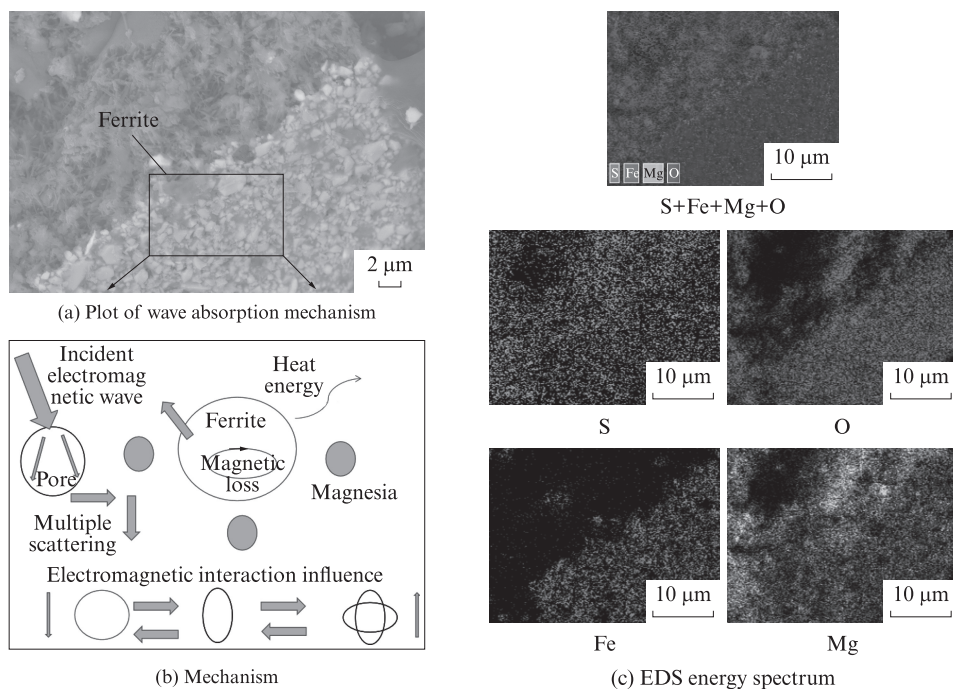 Ferrite
2 μm
(a) Plot of wave absorption mechanism
Incident
electromag
netic wave
Heat
energy
Ferrite
Magnetic
loss
Pore
Magnesia
Multiple
scattering
Electromagnetic interaction influence
(b) Mechanism
S Fe Mg O
10 μm
S+Fe+Mg+O
10 μm
S
10 μm
O
10 μm
Fe
10 μm
Mg
(c) EDS energy spectrum